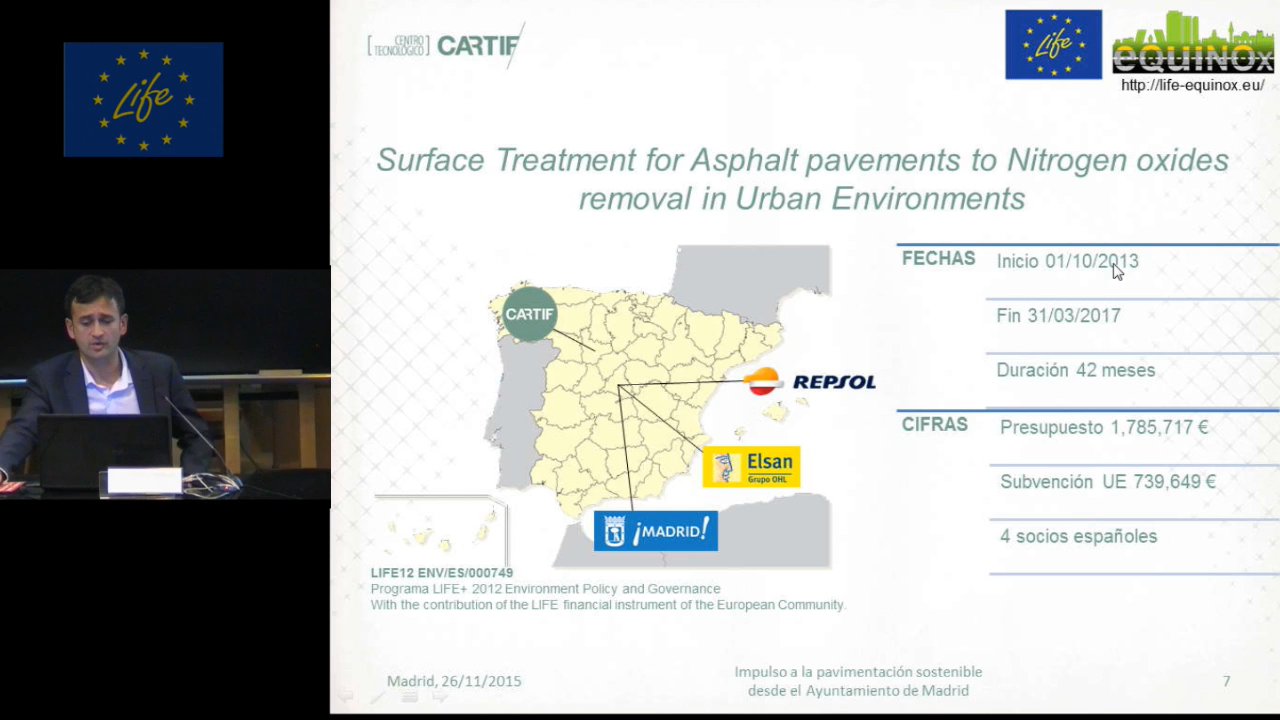 Life
[CENTRO TECNOLÓGICO] CARTIF
Life
eQUINOx
http://life-equinox.eu/
Surface Treatment for Asphalt pavements to Nitrogen oxides
removal in Urban Environments
CARTIF
REPSOL
Elsan
Grupo OHL
¡MADRID!
FECHAS
Inicio 01/10/2013
Fin 31/03/2017
Duración 42 meses
CIFRAS
Presupuesto 1,785,717 €
Subvención UE 739,649 €
4 socios españoles
LIFE12 ENV/ES/000749
Programa LIFE+ 2012 Environment Policy and Governance
With the contribution of the LIFE financial instrument of the European Community.
Madrid, 26/11/2015
Impulso a la pavimentación sostenible
desde el Ayuntamiento de Madrid
7